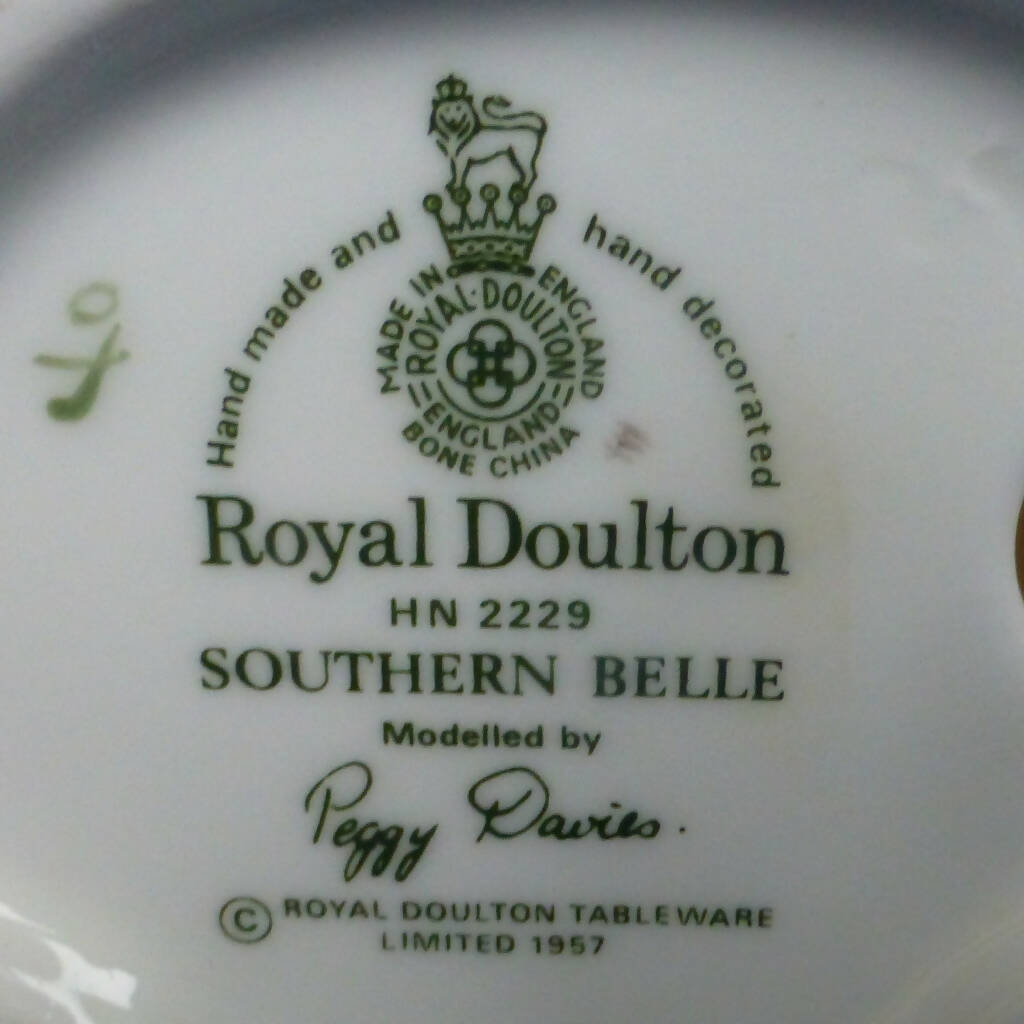 Hand made and hand decorated
MADE IN ENGLAND
ROYAL·DOULTON
ENGLAND
BONE CHINA
Royal Doulton
HN 2229
SOUTHERN BELLE
Modelled by
Peggy Davies.
© ROYAL DOULTON TABLEWARE
LIMITED 1957